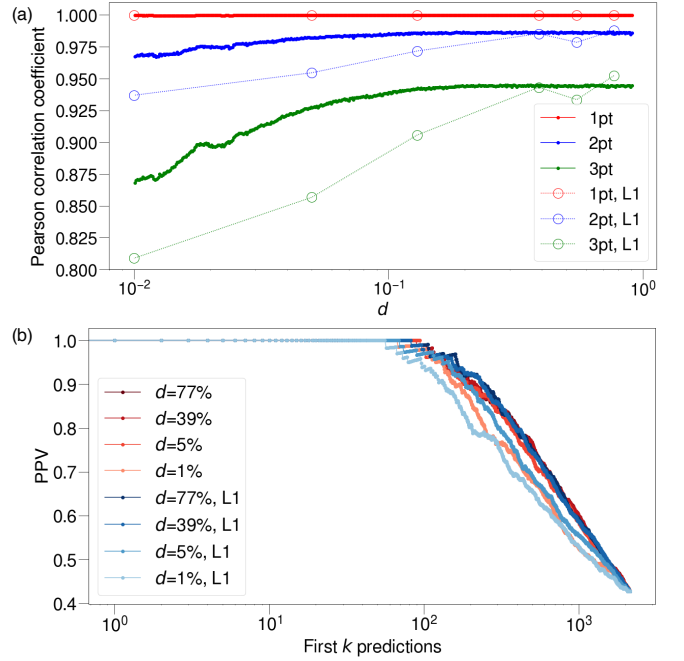 (a)
Pearson correlation coefficient
1.000
0.975
0.950
0.925
0.900
0.875
0.850
0.825
0.800
1pt
2pt
3pt
1pt, L1
2pt, L1
3pt, L1
10⁻²
10⁻¹
10⁰
d
(b)
PPV
1.0
0.9
0.8
0.7
0.6
0.5
0.4
d=77%
d=39%
d=5%
d=1%
d=77%, L1
d=39%, L1
d=5%, L1
d=1%, L1
10⁰
10¹
10²
10³
First k predictions